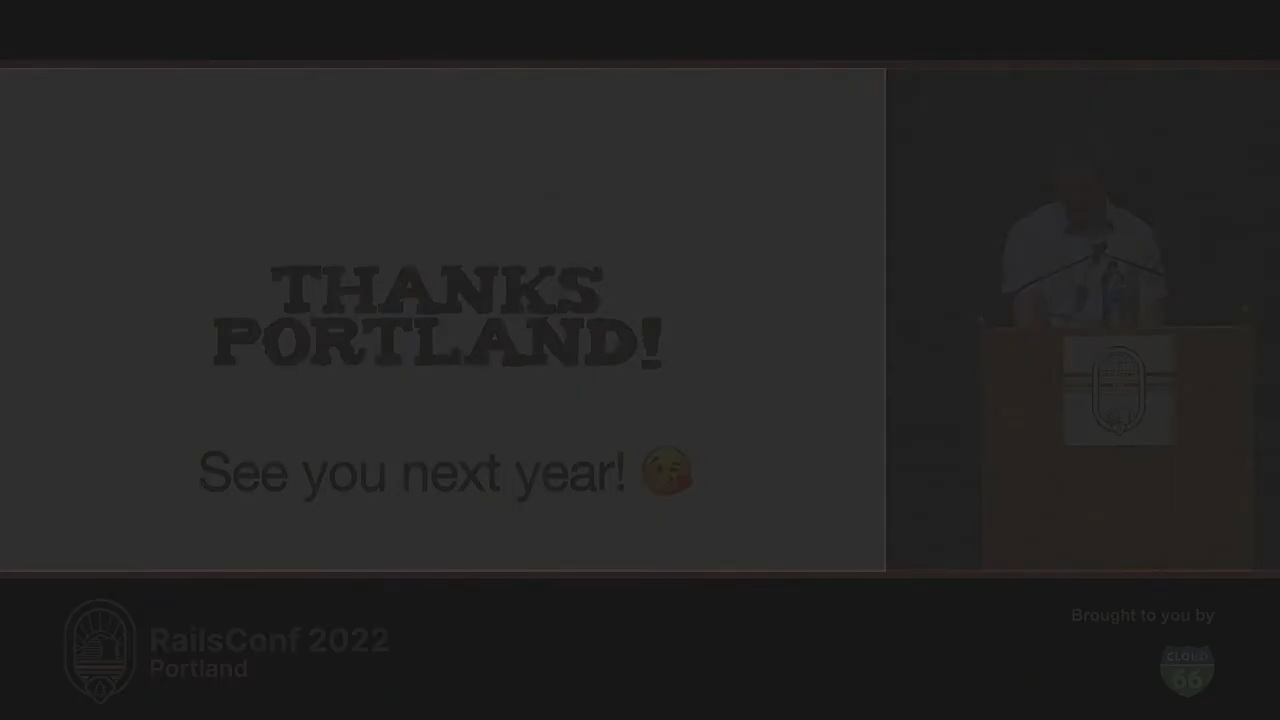 THANKS
PORTLAND!
See you next year! 😘
RailsConf 2022
Portland
Brought to you by
CLOUD
66